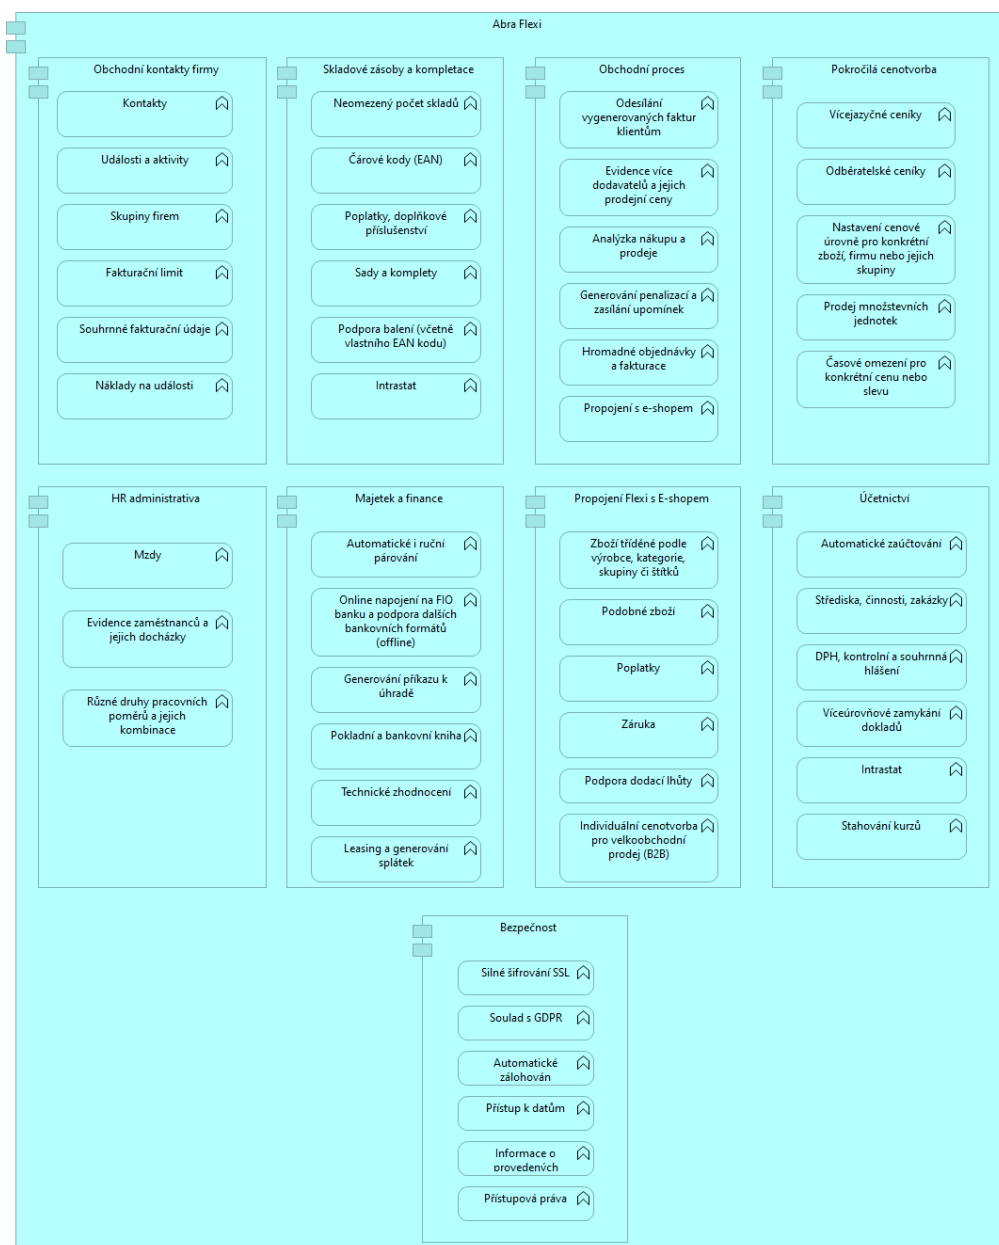 Abra Flexi
Obchodní kontakty firmy
Kontakty
Události a aktivity
Skupiny firem
Fakturační limit
Souhrnné fakturační údaje
Náklady na události
Skladové zásoby a kompletace
Neomezený počet skladů
Čárové kody (EAN)
Poplatky, doplňkové
příslušenství
Sady a komplety
Podpora balení (včetně
vlastního EAN kodu)
Intrastat
Obchodní proces
Odesílání
vygenerovaných faktur
klientům
Evidence více
dodavatelů a jejich
prodejní ceny
Analýzka nákupu a
prodeje
Generování penalizací a
zasílání upomínek
Hromadné objednávky
a fakturace
Propojení s e-shopem
Pokročilá cenotvorba
Vícejazyčné ceníky
Odběratelské ceníky
Nastavení cenové
úrovně pro konkrétní
zboží, firmu nebo jejich
skupiny
Prodej množstevních
jednotek
Časové omezení pro
konkrétní cenu nebo
slevu
HR administrativa
Mzdy
Evidence zaměstnanců a
jejich docházky
Různé druhy pracovních
poměrů a jejich
kombinace
Majetek a finance
Automatické i ruční
párování
Online napojení na FIO
banku a podpora dalších
bankovních formátů
(offline)
Generování příkazu k
úhradě
Pokladní a bankovní kniha
Technické zhodnocení
Leasing a generování
splátek
Propojení Flexi s E-shopem
Zboží tříděné podle
výrobce, kategorie,
skupiny či štítků
Podobné zboží
Poplatky
Záruka
Podpora dodací lhůty
Individuální cenotvorba
pro velkoobchodní
prodej (B2B)
Účetnictví
Automatické zaúčtování
Střediska, činnosti, zakázky
DPH, kontrolní a souhrnná
hlášení
Víceúrovňové zamykání
dokladů
Intrastat
Stahování kurzů
Bezpečnost
Silné šifrování SSL
Soulad s GDPR
Automatické
zálohován
Přístup k datům
Informace o
provedených
Přístupová práva